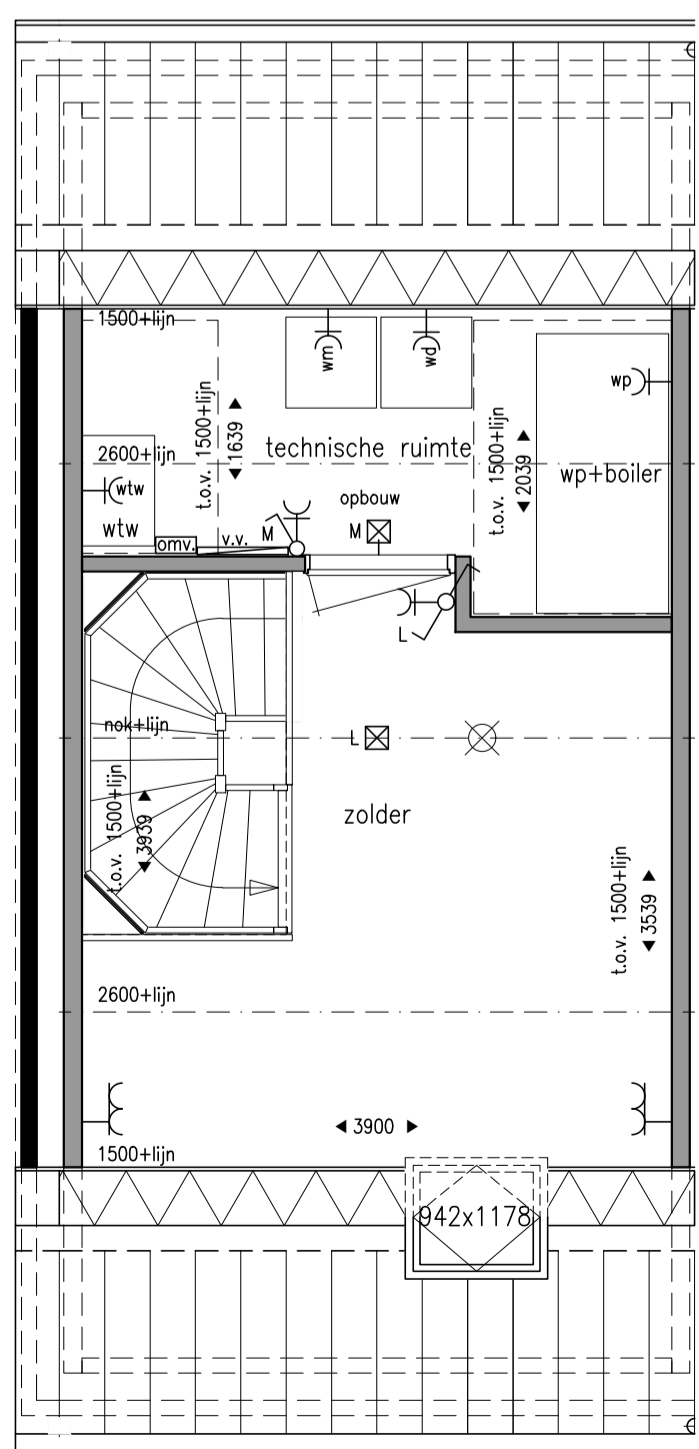 1500+lijn
wm
wd
wp
t.o.v. 1500+lijn
◄ 1639 ►
2600+lijn
technische ruimte
t.o.v. 1500+lijn
◄ 2039 ►
wp+boiler
wtw
wtw
opbouw
omv.
v.v.
M
M
L
nok+lijn
L
t.o.v. 1500+lijn
◄ 3939 ►
zolder
t.o.v. 1500+lijn
◄ 3539 ►
2600+lijn
◄ 3900 ►
1500+lijn
942x1178